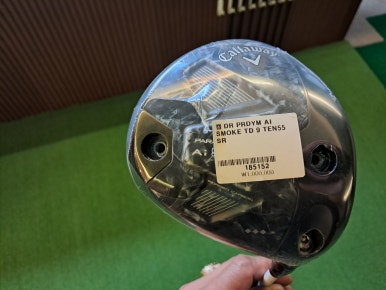 Callaway
DR PRDYM AI
SMOKE TD 9 TEN55
SR
185152
₩1,000,000